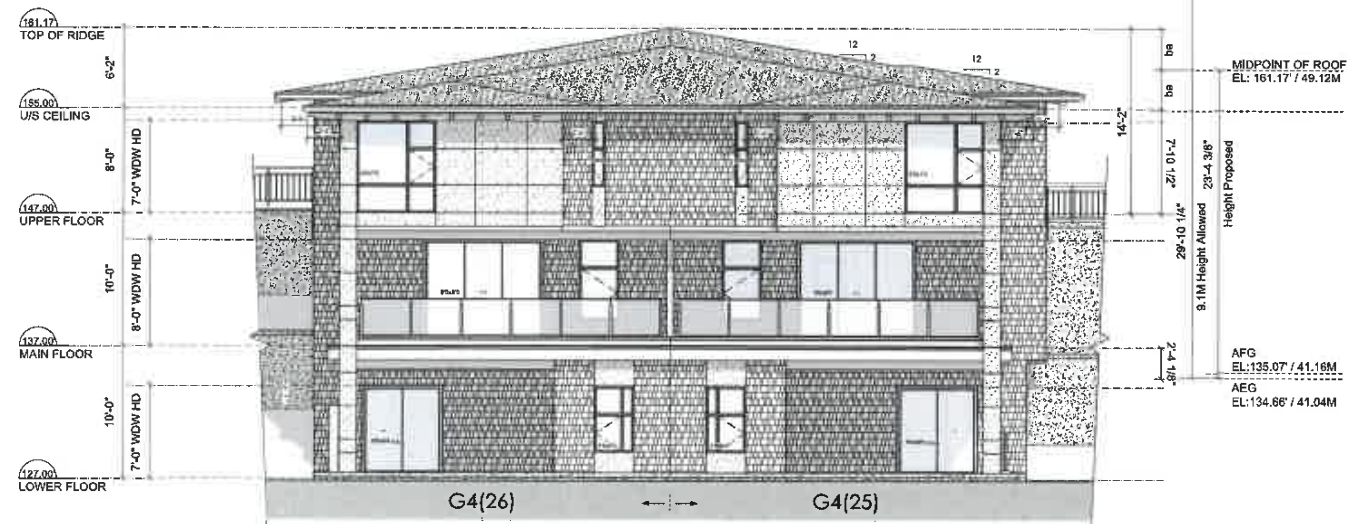 161.17
TOP OF RIDGE
6'-2"
155.00
U/S CEILING
8'-0"
7'-0" WDW HD
147.00
UPPER FLOOR
10'-0"
8'-0" WDW HD
137.00
MAIN FLOOR
10'-0"
7'-0" WDW HD
127.00
LOWER FLOOR
12
2
12
2
14'-2"
eq
eq
7'-10 1/2"
2'-4 1/8"
29'-10 1/4"
9.1M Height Allowed
23'-4 3/8"
Height Proposed
MIDPOINT OF ROOF
EL: 161.17' / 49.12M
AFG
EL:135.07' / 41.16M
AEG
EL:134.66' / 41.04M
G4(26)
G4(25)